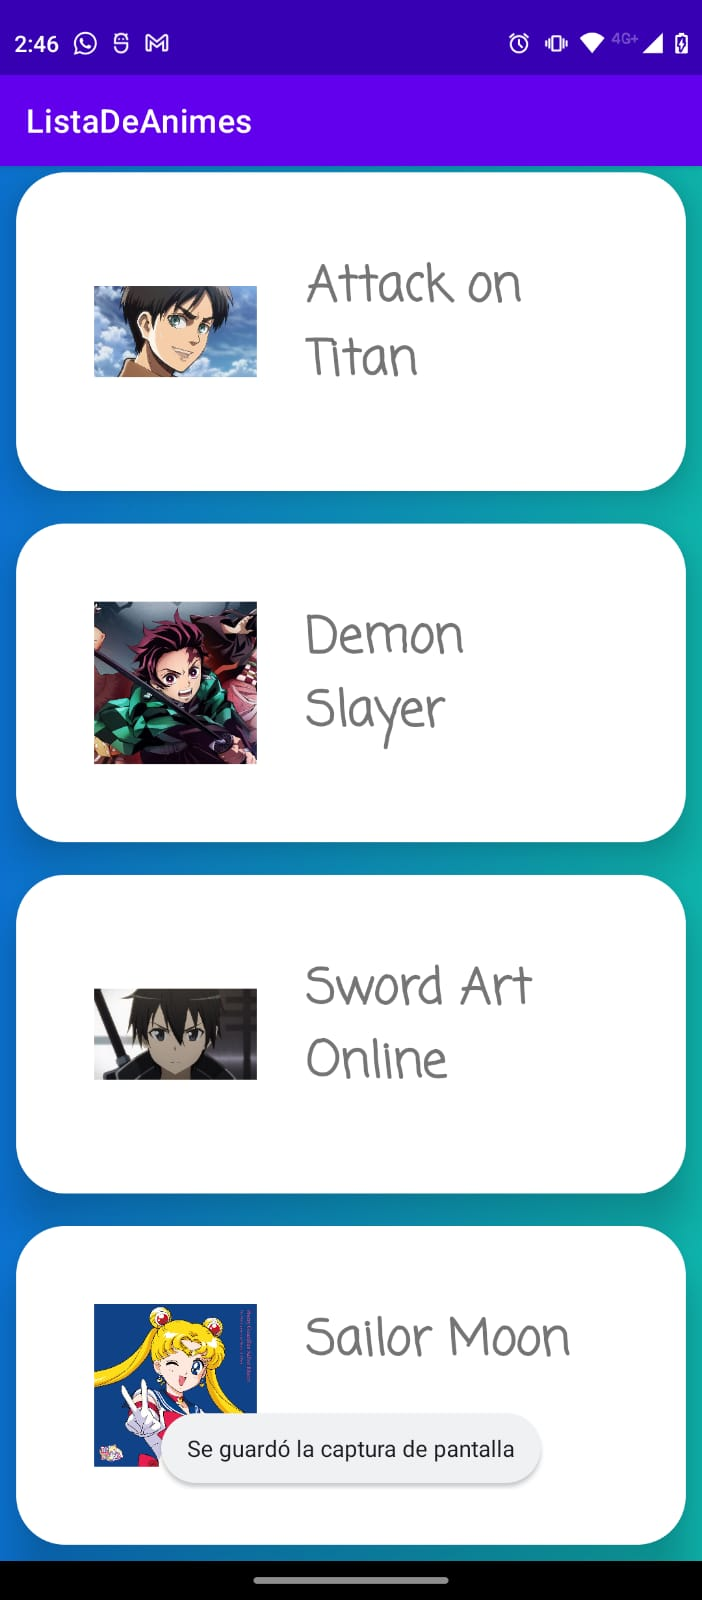 2:46 4G+
ListaDeAnimes
Attack on
Titan
Demon
Slayer
Sword Art
Online
Sailor Moon
Se guardó la captura de pantalla